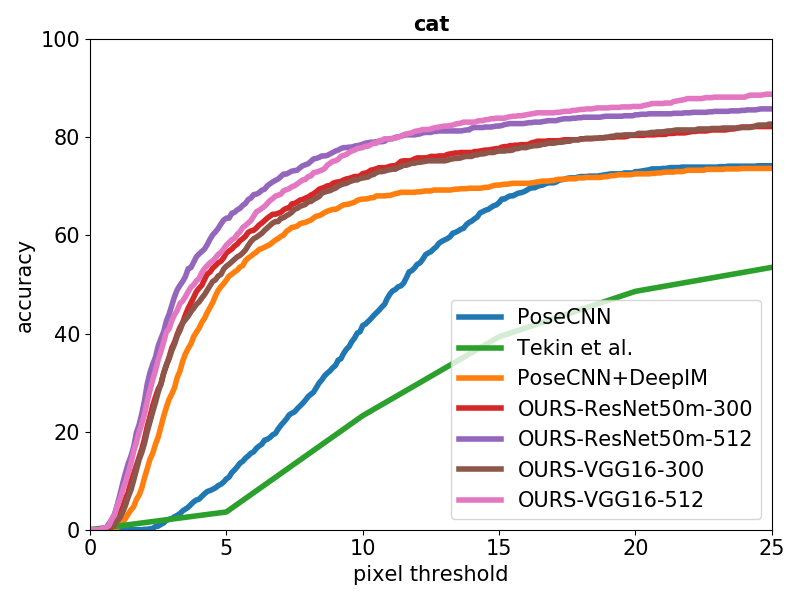 cat
100
80
60
40
20
0
accuracy
0 5 10 15 20 25
pixel threshold
PoseCNN
Tekin et al.
PoseCNN+DeepIM
OURS-ResNet50m-300
OURS-ResNet50m-512
OURS-VGG16-300
OURS-VGG16-512